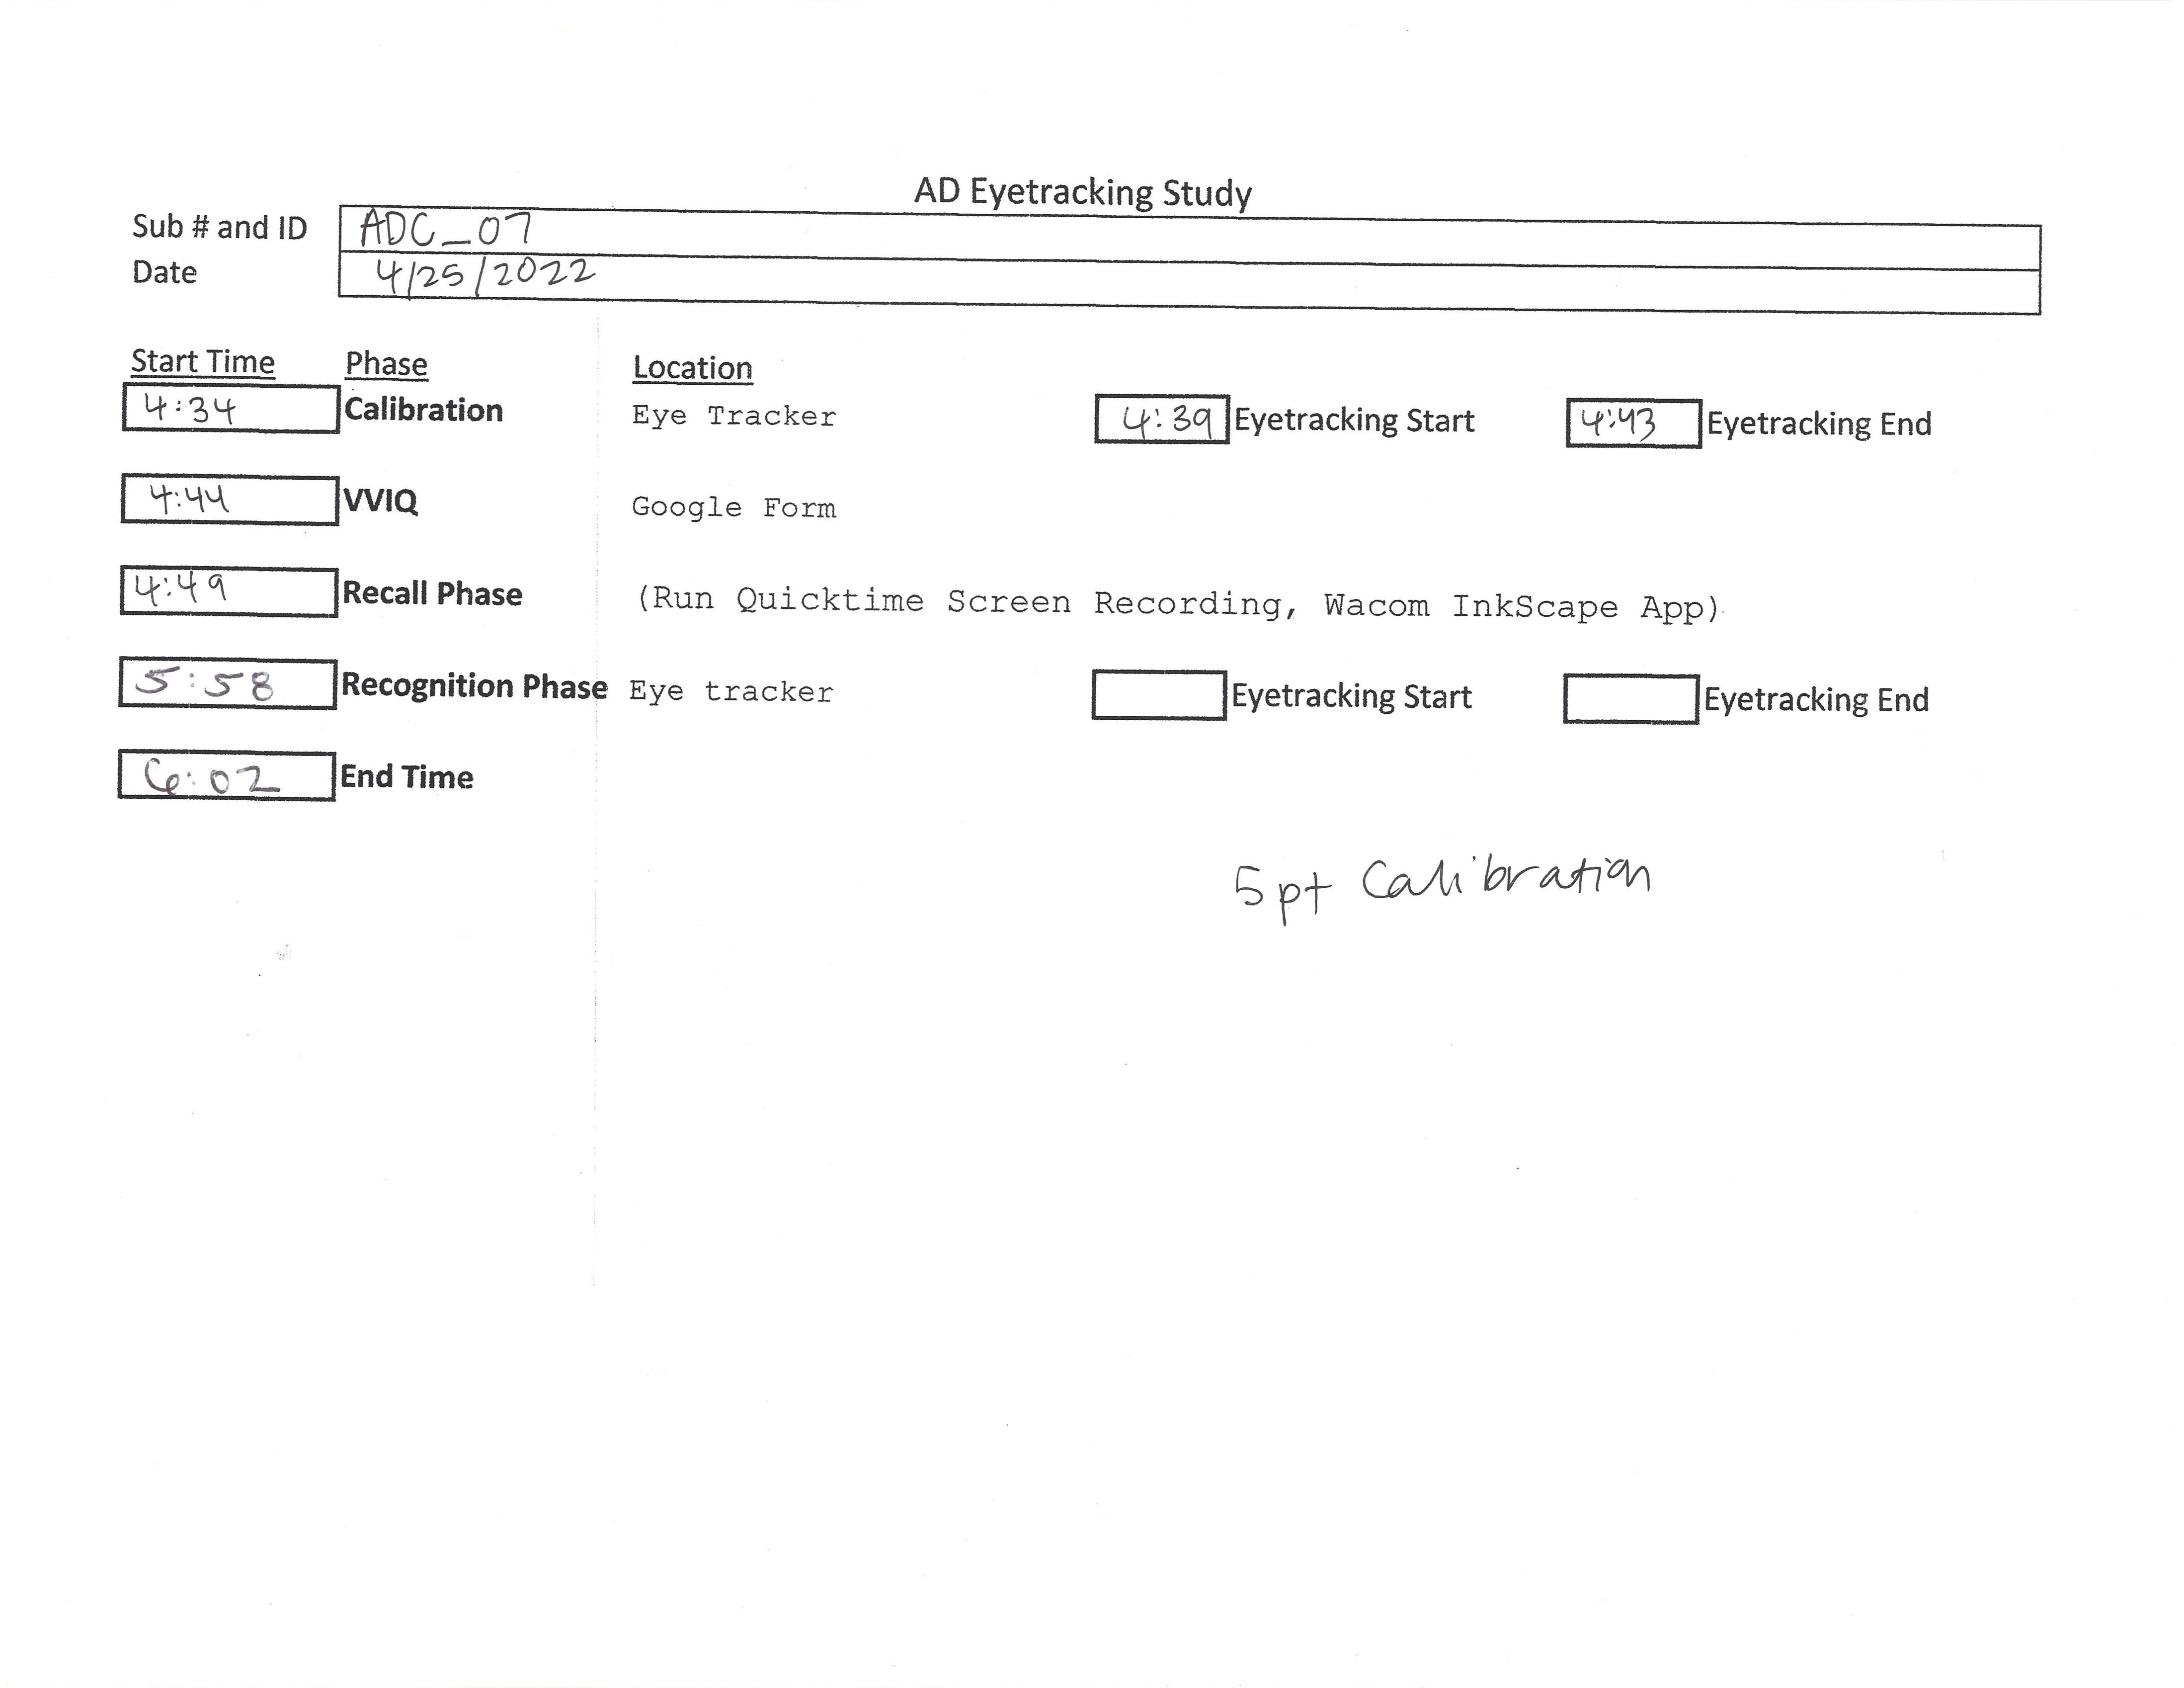 AD Eyetracking Study
Sub # and ID ADC_07
Date 4/25/2022
Start Time Phase Location
4:34 Calibration Eye Tracker 4:39 Eyetracking Start 4:43 Eyetracking End
4:44 VVIQ Google Form
4:49 Recall Phase (Run Quicktime Screen Recording, Wacom InkScape App)
5:58 Recognition Phase Eye tracker Eyetracking Start Eyetracking End
6:02 End Time
5pt Calibration